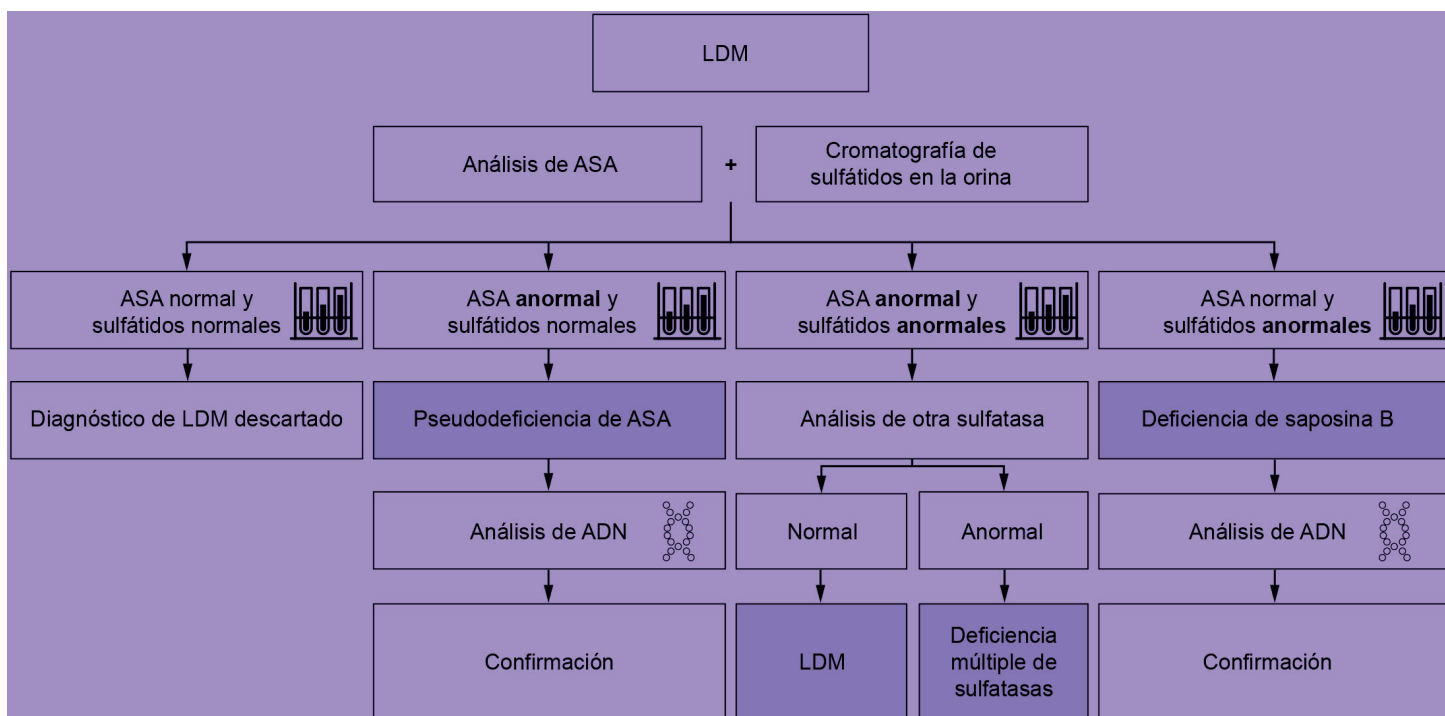 LDM
Análisis de ASA
+
Cromatografía de
sulfátidos en la orina
ASA normal y
sulfátidos normales
ASA anormal y
sulfátidos normales
ASA anormal y
sulfátidos anormales
ASA normal y
sulfátidos anormales
Diagnóstico de LDM descartado
Pseudodeficiencia de ASA
Análisis de otra sulfatasa
Deficiencia de saposina B
Análisis de ADN
Normal
Anormal
Análisis de ADN
Confirmación
LDM
Deficiencia
múltiple de
sulfatasas
Confirmación